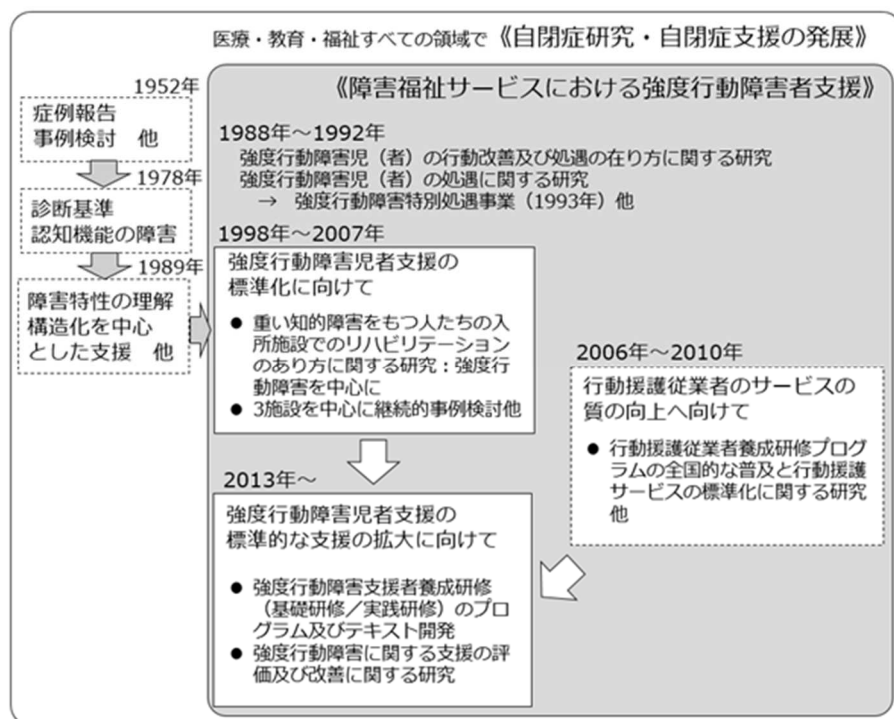 医療・教育・福祉すべての領域で《自閉症研究・自閉症支援の発展》
《障害福祉サービスにおける強度行動障害者支援》
1952年
症例報告
事例検討　他
1978年
診断基準
認知機能の障害
1989年
障害特性の理解
構造化を中心
とした支援　他
1988年～1992年
強度行動障害児（者）の行動改善及び処遇の在り方に関する研究
強度行動障害児（者）の処遇に関する研究
→　強度行動障害特別処遇事業（1993年）他
1998年～2007年
強度行動障害児者支援の
標準化に向けて
● 重い知的障害をもつ人たちの入
所施設でのリハビリテーション
のあり方に関する研究：強度行
動障害を中心に
● 3施設を中心に継続的事例検討他
2006年～2010年
行動援護従業者のサービスの
質の向上へ向けて
● 行動援護従業者養成研修プログ
ラムの全国的な普及と行動援護
サービスの標準化に関する研究
他
2013年～
強度行動障害児者支援の
標準的な支援の拡大に向けて
● 強度行動障害支援者養成研修
（基礎研修／実践研修）のプロ
グラム及びテキスト開発
● 強度行動障害に関する支援の評
価及び改善に関する研究